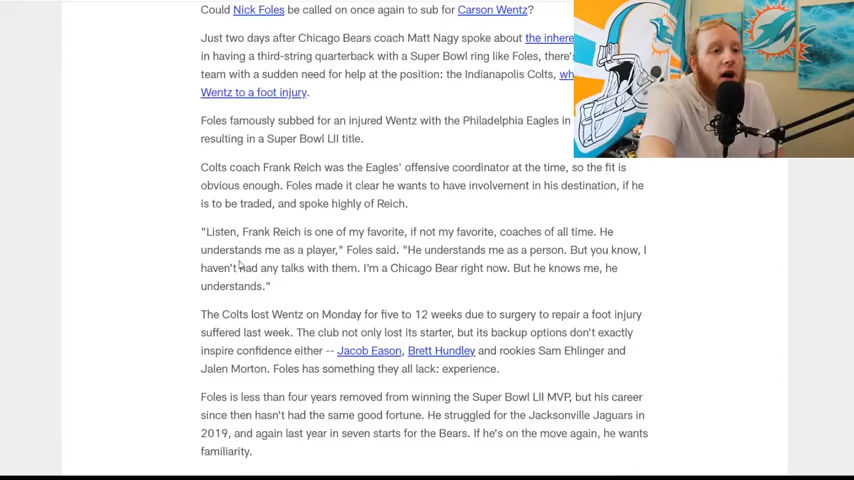 Could Nick Foles be called on once again to sub for Carson Wentz?
Just two days after Chicago Bears coach Matt Nagy spoke about the inhere
in having a third-string quarterback with a Super Bowl ring like Foles, there's
team with a sudden need for help at the position: the Indianapolis Colts, wh
Wentz to a foot injury.
Foles famously subbed for an injured Wentz with the Philadelphia Eagles in
resulting in a Super Bowl LII title.
Colts coach Frank Reich was the Eagles' offensive coordinator at the time, so the fit is
obvious enough. Foles made it clear he wants to have involvement in his destination, if he
is to be traded, and spoke highly of Reich.
"Listen, Frank Reich is one of my favorite, if not my favorite, coaches of all time. He
understands me as a player," Foles said. "He understands me as a person. But you know, I
haven't had any talks with them. I'm a Chicago Bear right now. But he knows me, he
understands."
The Colts lost Wentz on Monday for five to 12 weeks due to surgery to repair a foot injury
suffered last week. The club not only lost its starter, but its backup options don't exactly
inspire confidence either -- Jacob Eason, Brett Hundley and rookies Sam Ehlinger and
Jalen Morton. Foles has something they all lack: experience.
Foles is less than four years removed from winning the Super Bowl LII MVP, but his career
since then hasn't had the same good fortune. He struggled for the Jacksonville Jaguars in
2019, and again last year in seven starts for the Bears. If he's on the move again, he wants
familiarity.